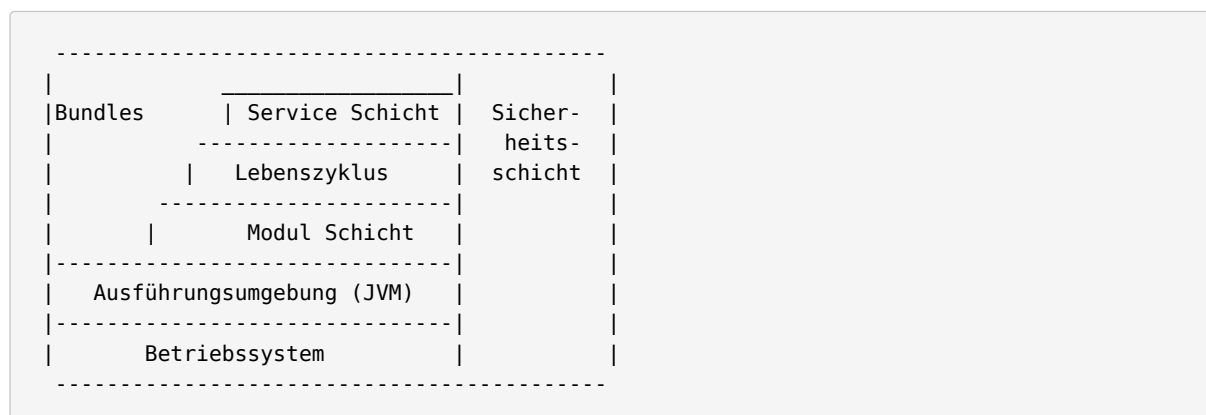 Bundles | Service Schicht | Sicher-
heits-
Lebenszyklus schicht
Modul Schicht
Ausführungsumgebung (JVM)
Betriebssystem